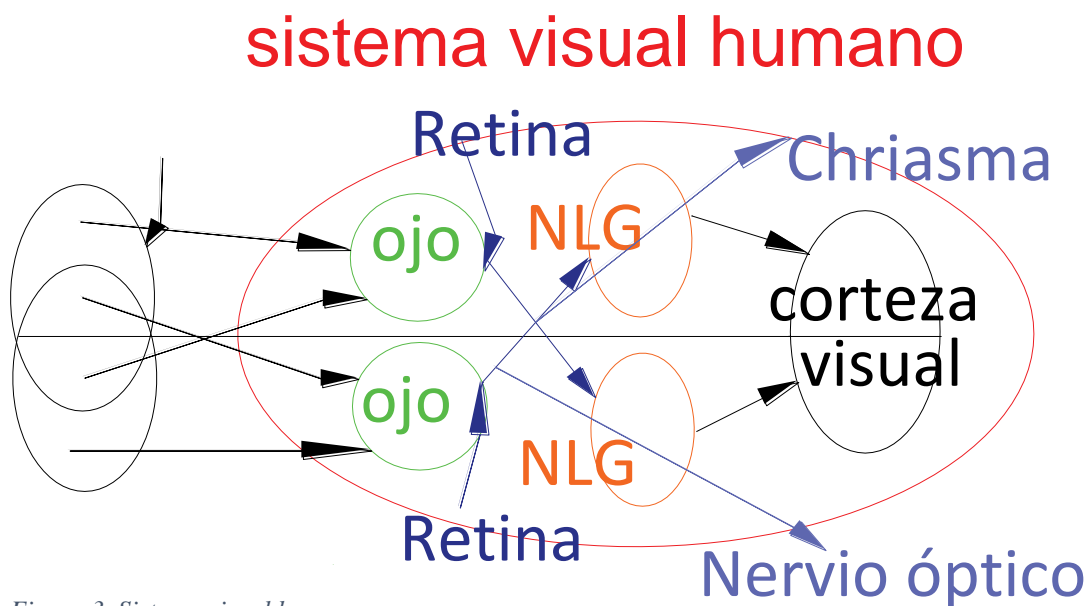 sistema visual humano
Retina
Chriasma
ojo
NLG
corteza
visual
ojo
NLG
Retina
Nervio óptico